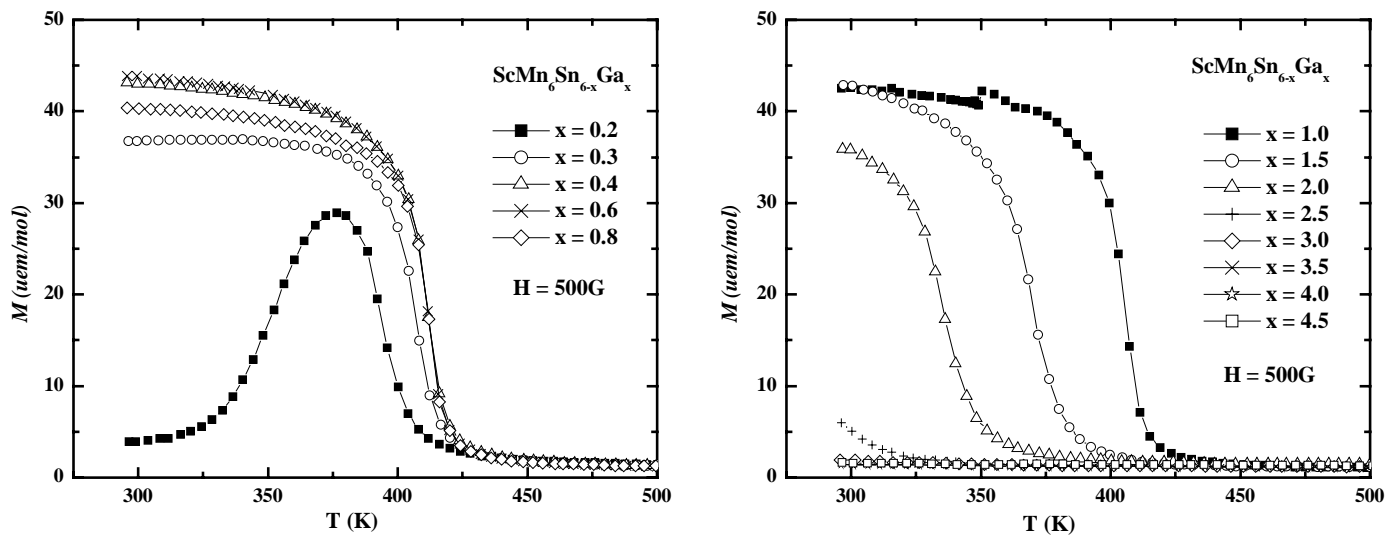 50
40
30
20
10
0
M (uem/mol)
ScMn6Sn6-xGax
x = 0.2
x = 0.3
x = 0.4
x = 0.6
x = 0.8
H = 500G
300
350
400
450
500
T (K)
50
40
30
20
10
0
M (uem/mol)
ScMn6Sn6-xGax
x = 1.0
x = 1.5
x = 2.0
x = 2.5
x = 3.0
x = 3.5
x = 4.0
x = 4.5
H = 500G
300
350
400
450
500
T (K)